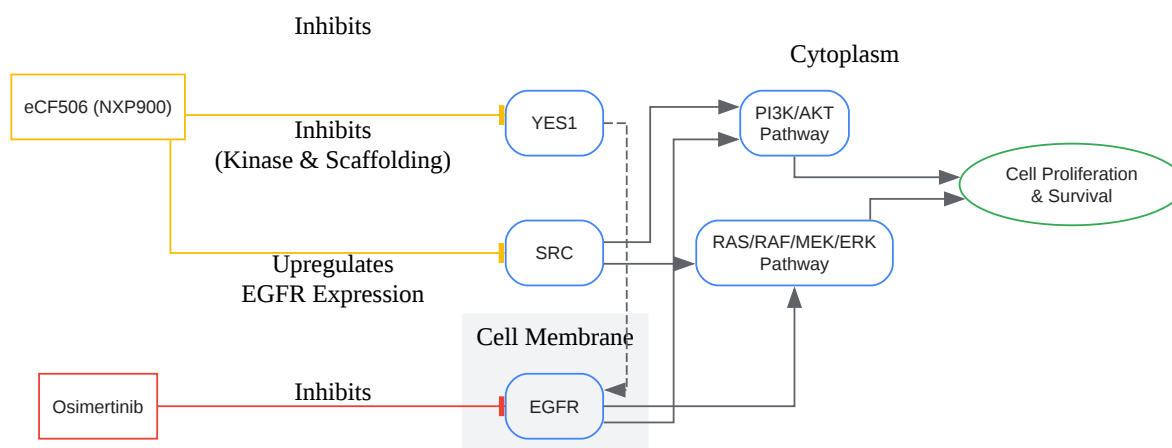 Inhibits
Cytoplasm
eCF506 (NXP900)
YES1
PI3K/AKT
Pathway
Inhibits
(Kinase & Scaffolding)
Cell Proliferation
& Survival
SRC
RAS/RAF/MEK/ERK
Pathway
Upregulates
EGFR Expression
Cell Membrane
Osimertinib
Inhibits
EGFR